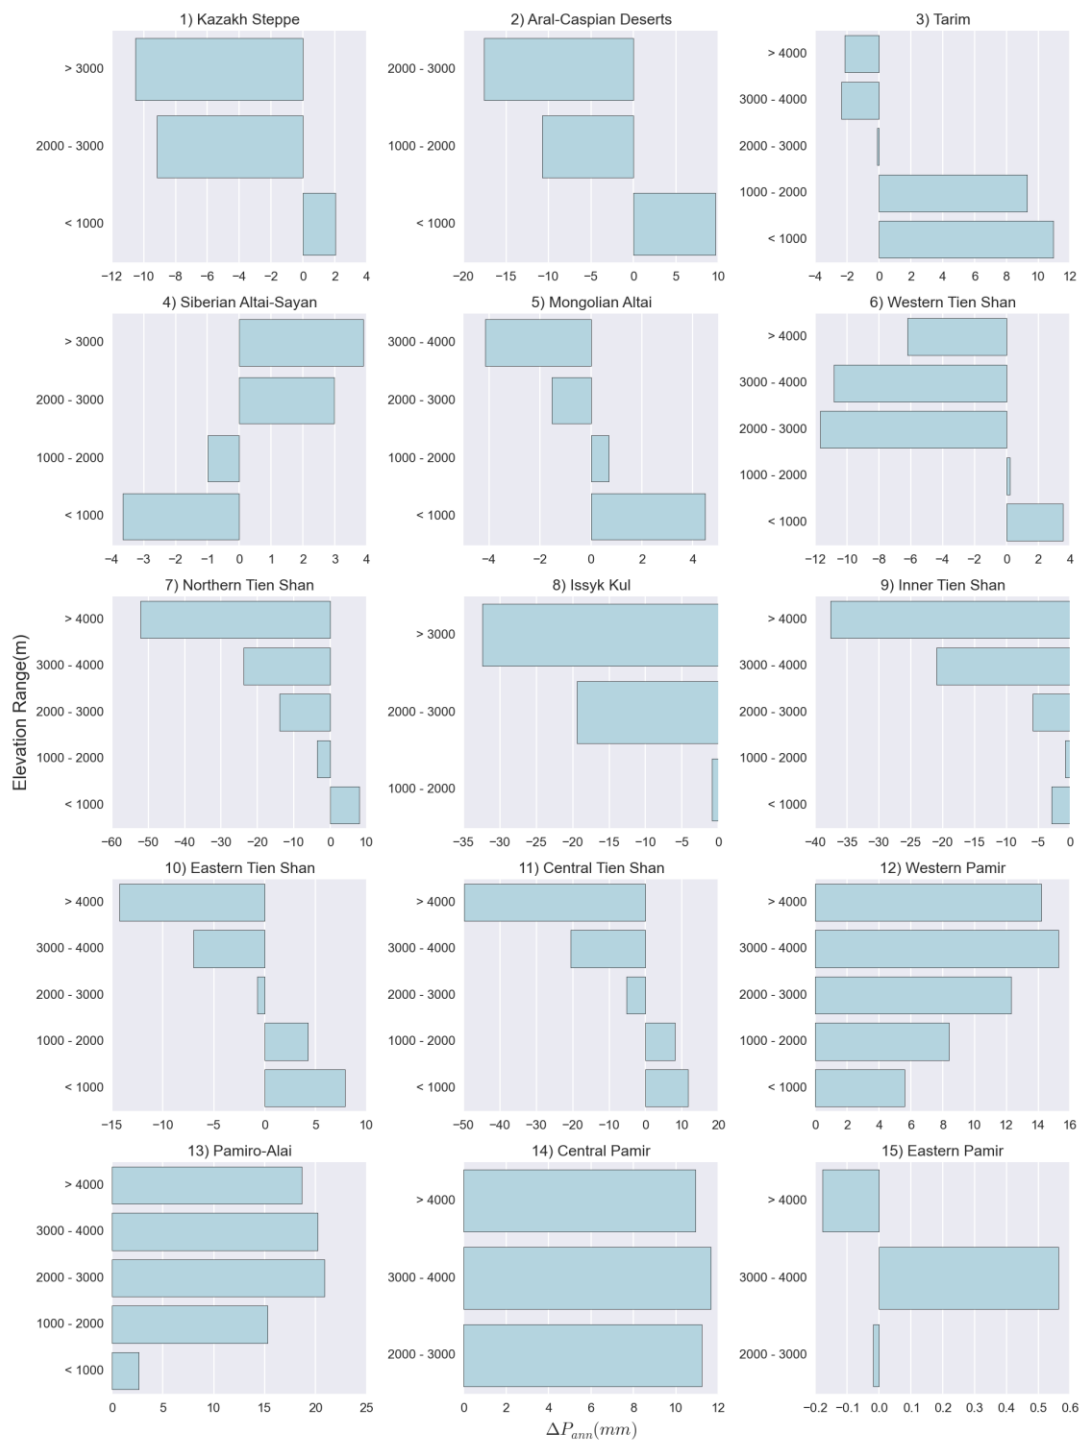 1) Kazakh Steppe
> 3000
2000 - 3000
< 1000
−12 −10 −8 −6 −4 −2 0 2 4
2) Aral-Caspian Deserts
2000 - 3000
1000 - 2000
< 1000
−20 −15 −10 −5 0 5 10
3) Tarim
> 4000
3000 - 4000
2000 - 3000
1000 - 2000
< 1000
−4 −2 0 2 4 6 8 10 12
4) Siberian Altai-Sayan
> 3000
2000 - 3000
1000 - 2000
< 1000
−4 −3 −2 −1 0 1 2 3 4
5) Mongolian Altai
3000 - 4000
2000 - 3000
1000 - 2000
< 1000
−4 −2 0 2 4
6) Western Tien Shan
> 4000
3000 - 4000
2000 - 3000
1000 - 2000
< 1000
−12 −10 −8 −6 −4 −2 0 2 4
Elevation Range(m)
7) Northern Tien Shan
> 4000
3000 - 4000
2000 - 3000
1000 - 2000
< 1000
−60 −50 −40 −30 −20 −10 0 10
8) Issyk Kul
> 3000
2000 - 3000
1000 - 2000
−35 −30 −25 −20 −15 −10 −5 0
9) Inner Tien Shan
> 4000
3000 - 4000
2000 - 3000
1000 - 2000
< 1000
−40 −35 −30 −25 −20 −15 −10 −5 0
10) Eastern Tien Shan
> 4000
3000 - 4000
2000 - 3000
1000 - 2000
< 1000
−15 −10 −5 0 5 10
11) Central Tien Shan
> 4000
3000 - 4000
2000 - 3000
1000 - 2000
< 1000
−50 −40 −30 −20 −10 0 10 20
12) Western Pamir
> 4000
3000 - 4000
2000 - 3000
1000 - 2000
< 1000
0 2 4 6 8 10 12 14 16
13) Pamiro-Alai
> 4000
3000 - 4000
2000 - 3000
1000 - 2000
< 1000
0 5 10 15 20 25
14) Central Pamir
> 4000
3000 - 4000
2000 - 3000
0 2 4 6 8 10 12
15) Eastern Pamir
> 4000
3000 - 4000
2000 - 3000
−0.2 −0.1 0.0 0.1 0.2 0.3 0.4 0.5 0.6
ΔPann(mm)